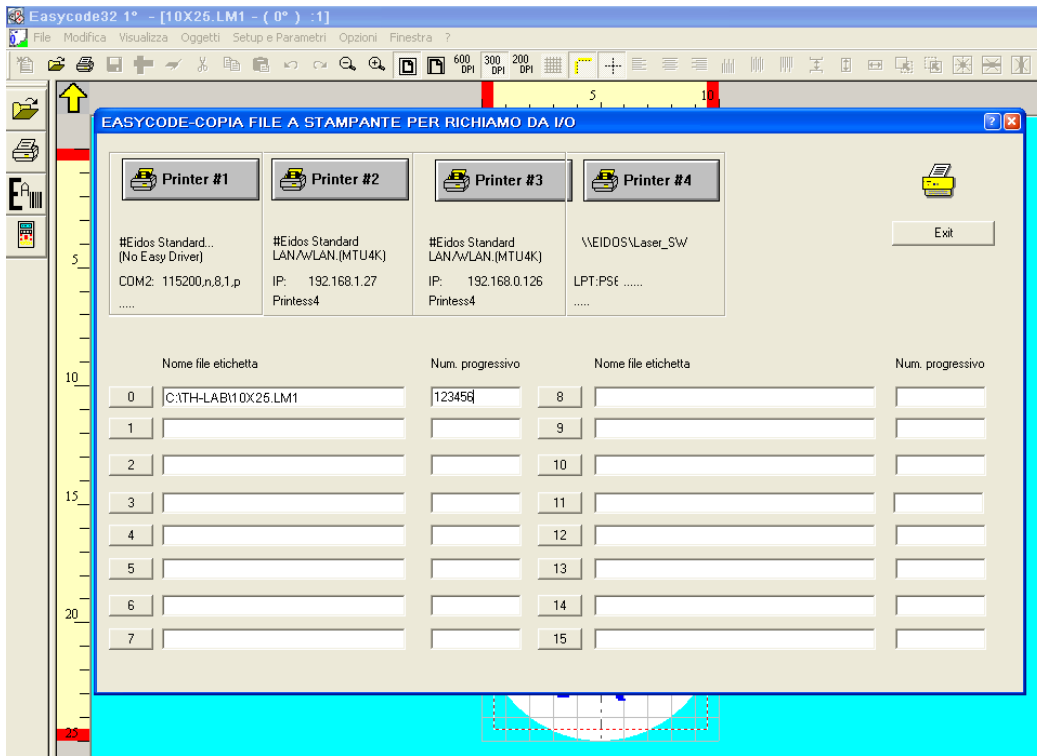 Easycode32 1° - [10X25.LM1 - ( 0° ) :1]
File Modifica Visualizza Oggetti Setup e Parametri Opzioni Finestra ?
600 DPI 300 DPI 200 DPI
5 10
EASYCODE-COPIA FILE A STAMPANTE PER RICHIAMO DA I/O
Printer #1 Printer #2 Printer #3 Printer #4
Exit
#Eidos Standard...
(No Easy Driver)
COM2: 115200,n,8,1,p
.....
#Eidos Standard
LAN/WLAN.(MTU4K)
IP: 192.168.1.27
Printess4
#Eidos Standard
LAN/WLAN.(MTU4K)
IP: 192.168.0.126
Printess4
\\EIDOS\Laser_SW
LPT:PS6 ......
.....
Nome file etichetta Num. progressivo Nome file etichetta Num. progressivo
0 C:\TH-LAB\10X25.LM1 123456 8
1 9
2 10
3 11
4 12
5 13
6 14
7 15
5
10
15
20
25